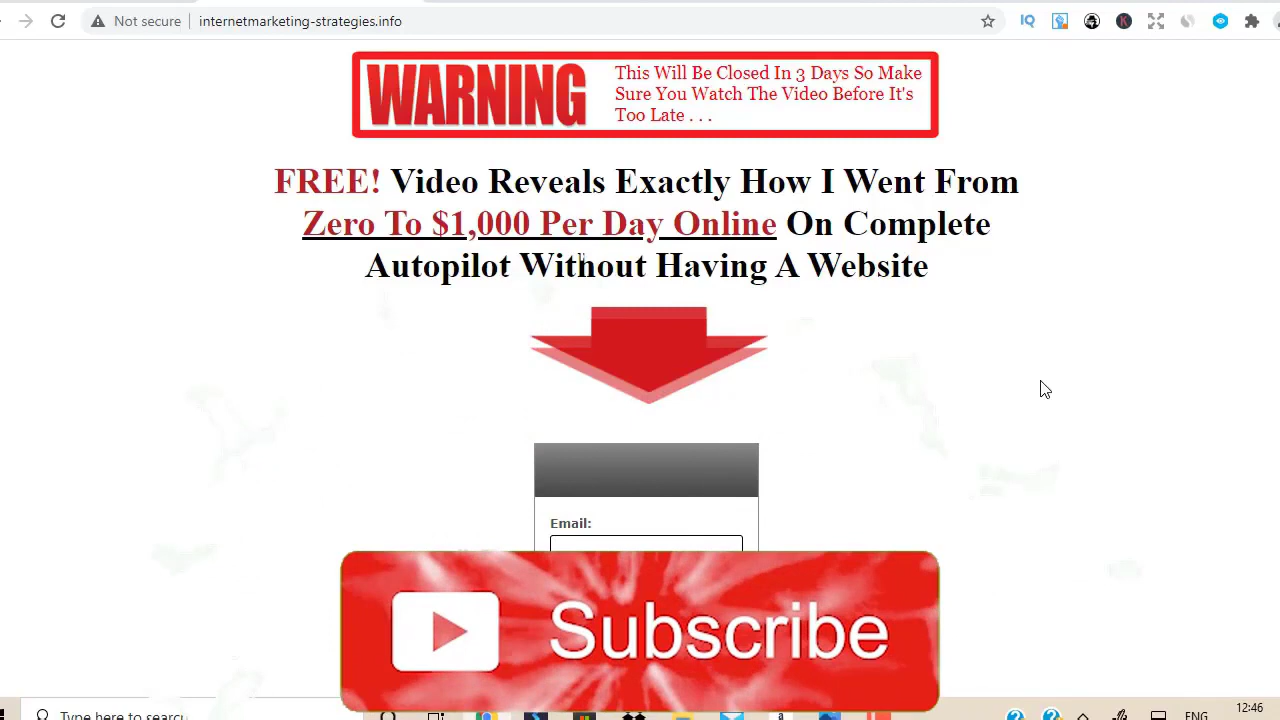 Not secure
internetmarketing-strategies.info
IQ
K
WARNING
This Will Be Closed In 3 Days So Make
Sure You Watch The Video Before It's
Too Late . . .
FREE! Video Reveals Exactly How I Went From
Zero To $1,000 Per Day Online On Complete
Autopilot Without Having A Website
Email:
Subscribe
Type here to search
a
ENG
12:46